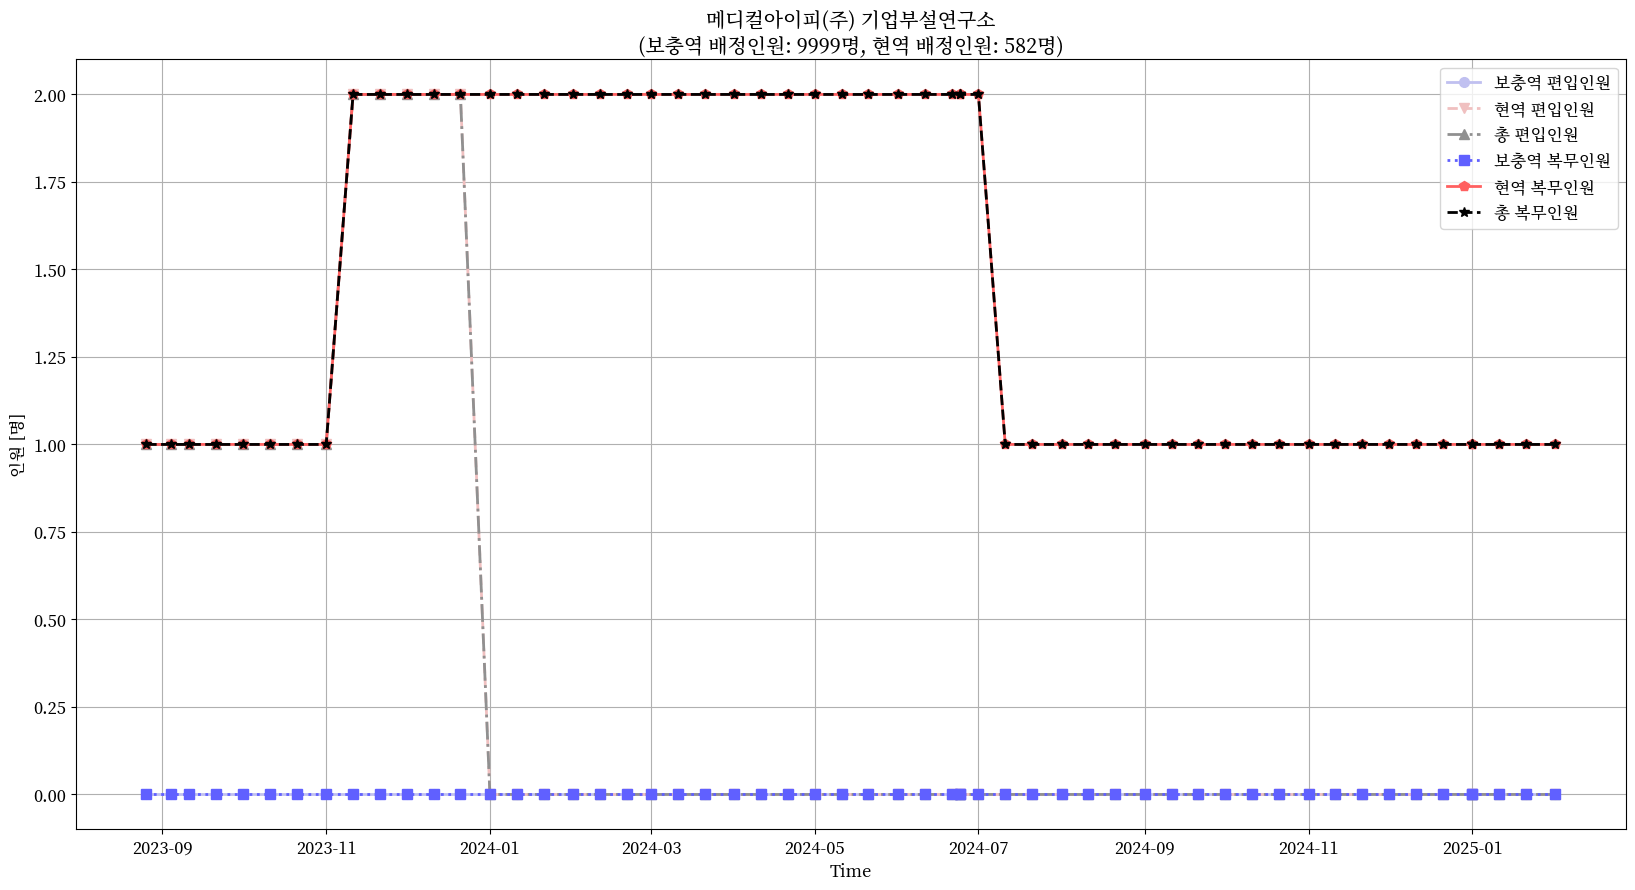 메디컬아이피(주) 기업부설연구소
(보충역 배정인원: 9999명, 현역 배정인원: 582명)
보충역 편입인원
현역 편입인원
총 편입인원
보충역 복무인원
현역 복무인원
총 복무인원
인원 [명]
2.00
1.75
1.50
1.25
1.00
0.75
0.50
0.25
0.00
2023-09 2023-11 2024-01 2024-03 2024-05 2024-07 2024-09 2024-11 2025-01
Time